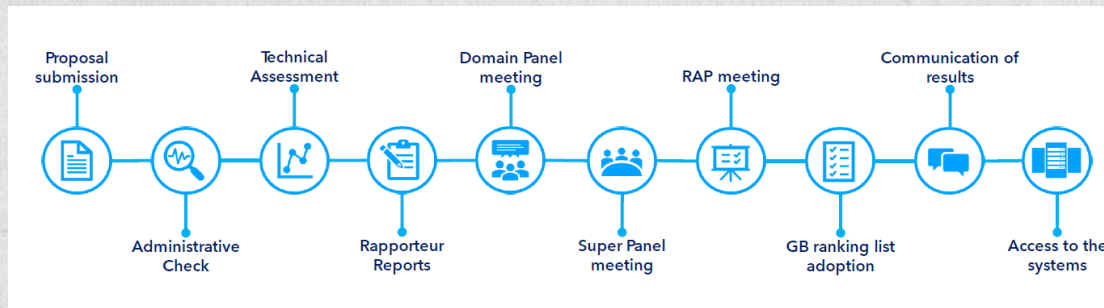 Proposal
submission
Administrative
Check
Technical
Assessment
Rapporteur
Reports
Domain Panel
meeting
Super Panel
meeting
RAP meeting
GB ranking list
adoption
Communication of
results
Access to the
systems